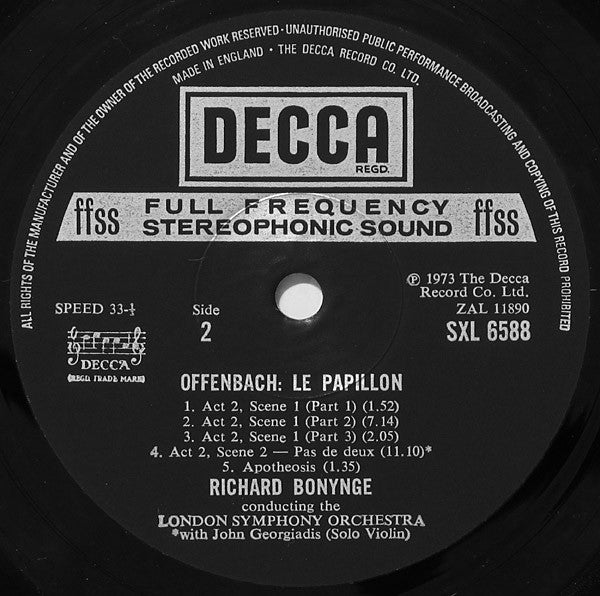 ALL RIGHTS OF THE MANUFACTURER AND OF THE OWNER OF THE RECORDED WORK RESERVED · UNAUTHORISED PUBLIC PERFORMANCE BROADCASTING AND COPYING OF THIS RECORD PROHIBITED
MADE IN ENGLAND · THE DECCA RECORD CO. LTD.
DECCA
REGD.
ffss FULL FREQUENCY ffss
STEREOPHONIC SOUND
℗ 1973 The Decca
Record Co. Ltd.
SPEED 33-⅓
Side
2
ZAL 11890
SXL 6588
DECCA
(REGD. TRADE MARK)
OFFENBACH: LE PAPILLON
1. Act 2, Scene 1 (Part 1) (1.52)
2. Act 2, Scene 1 (Part 2) (7.14)
3. Act 2, Scene 1 (Part 3) (2.05)
4. Act 2, Scene 2 — Pas de deux (11.10)*
5. Apotheosis (1.35)
RICHARD BONYNGE
conducting the
LONDON SYMPHONY ORCHESTRA
*with John Georgiadis (Solo Violin)